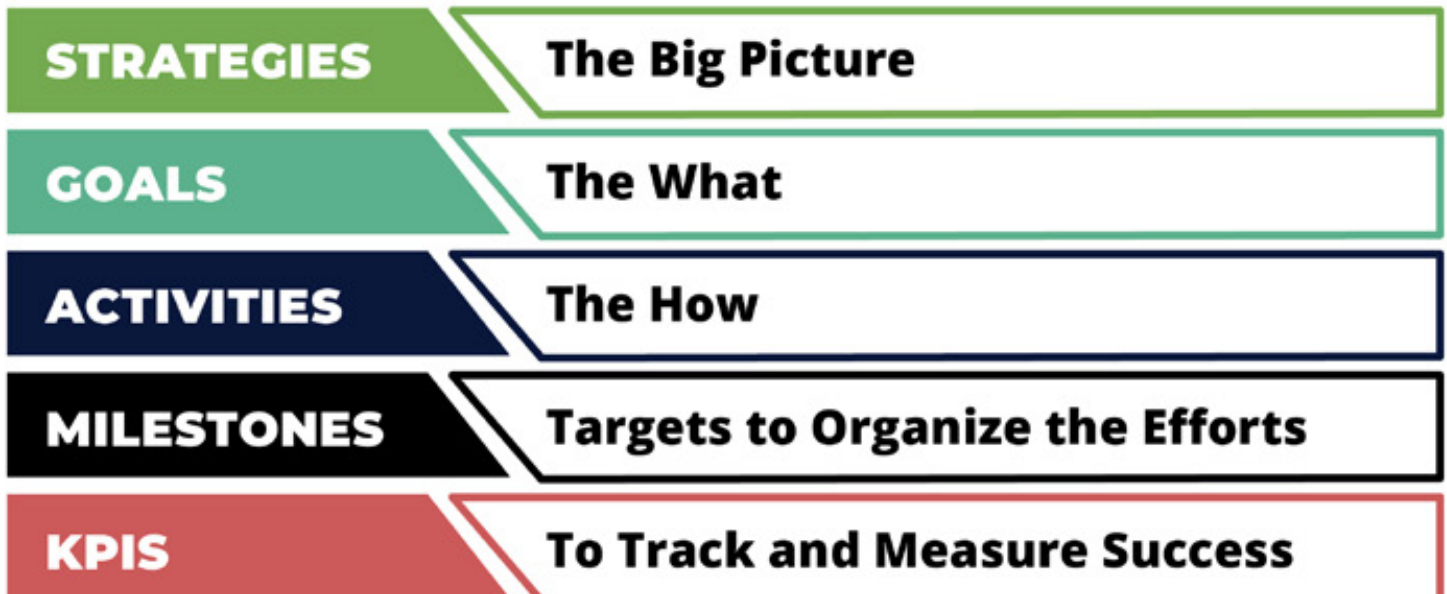 STRATEGIES The Big Picture
GOALS The What
ACTIVITIES The How
MILESTONES Targets to Organize the Efforts
KPIS To Track and Measure Success